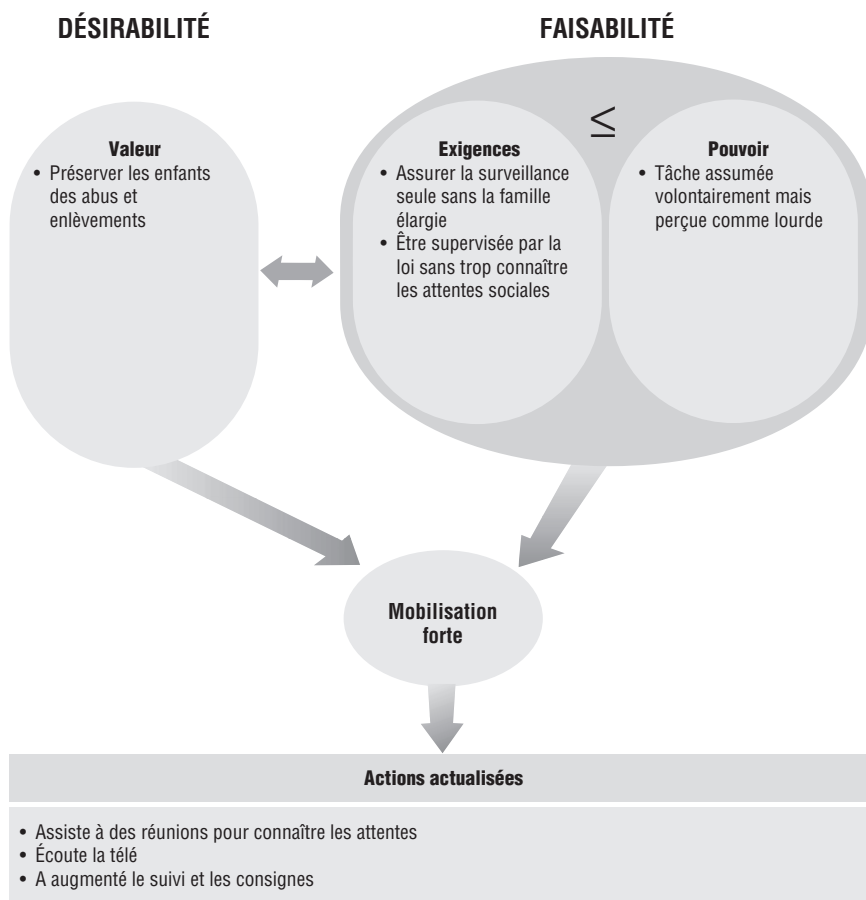 DÉSIRABILITÉ
FAISABILITÉ
Valeur
• Préserver les enfants
des abus et
enlèvements
≤
Exigences
• Assurer la surveillance
seule sans la famille
élargie
• Être supervisée par la
loi sans trop connaître
les attentes sociales
Pouvoir
• Tâche assumée
volontairement mais
perçue comme lourde
Mobilisation
forte
Actions actualisées
• Assiste à des réunions pour connaître les attentes
• Écoute la télé
• A augmenté le suivi et les consignes